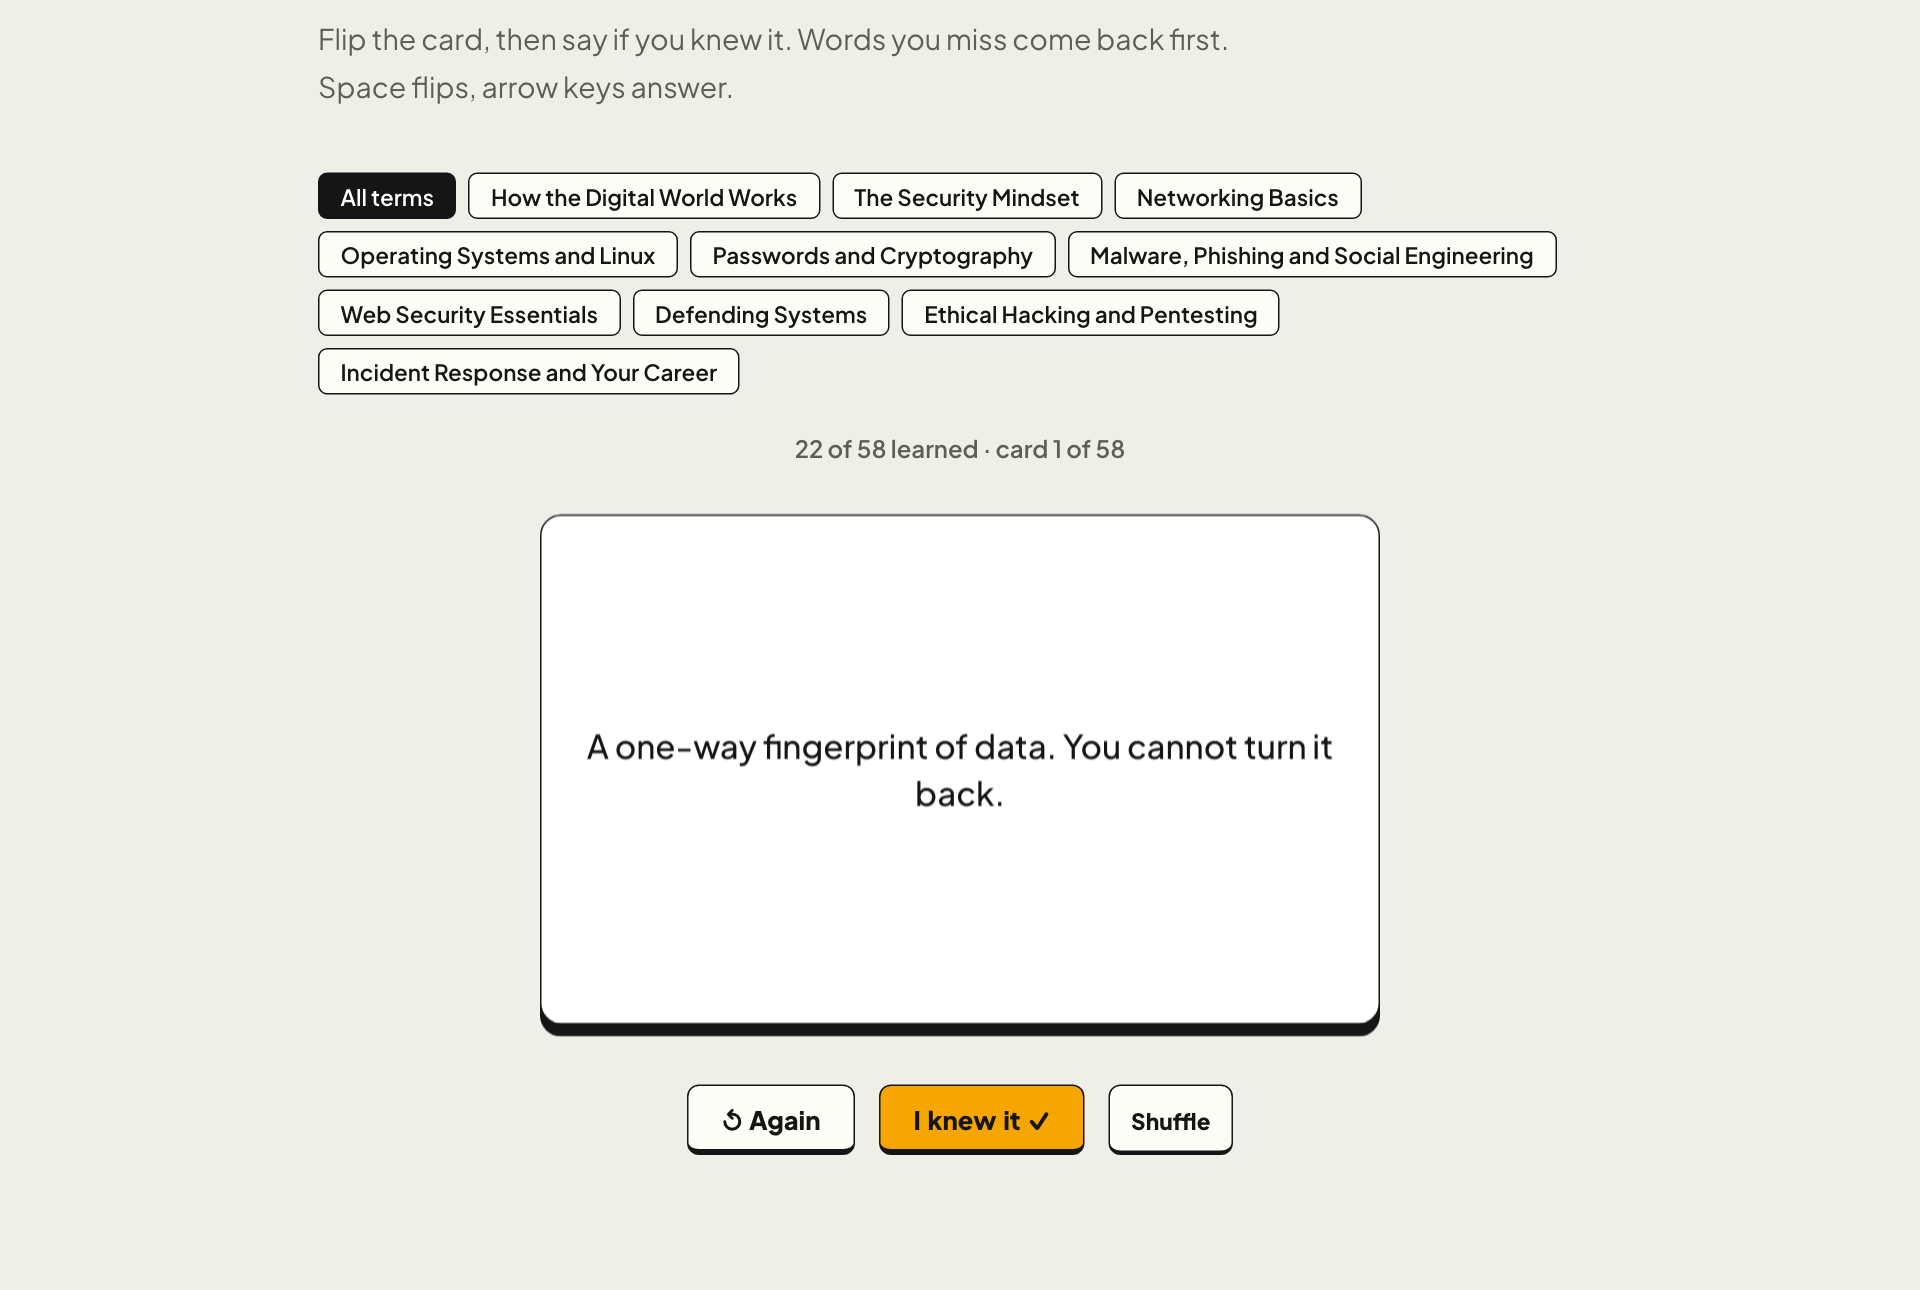 Flip the card, then say if you knew it. Words you miss come back first.
Space flips, arrow keys answer.
All terms
How the Digital World Works
The Security Mindset
Networking Basics
Operating Systems and Linux
Passwords and Cryptography
Malware, Phishing and Social Engineering
Web Security Essentials
Defending Systems
Ethical Hacking and Pentesting
Incident Response and Your Career
22 of 58 learned · card 1 of 58
A one-way fingerprint of data. You cannot turn it
back.
↺ Again
I knew it ✓
Shuffle